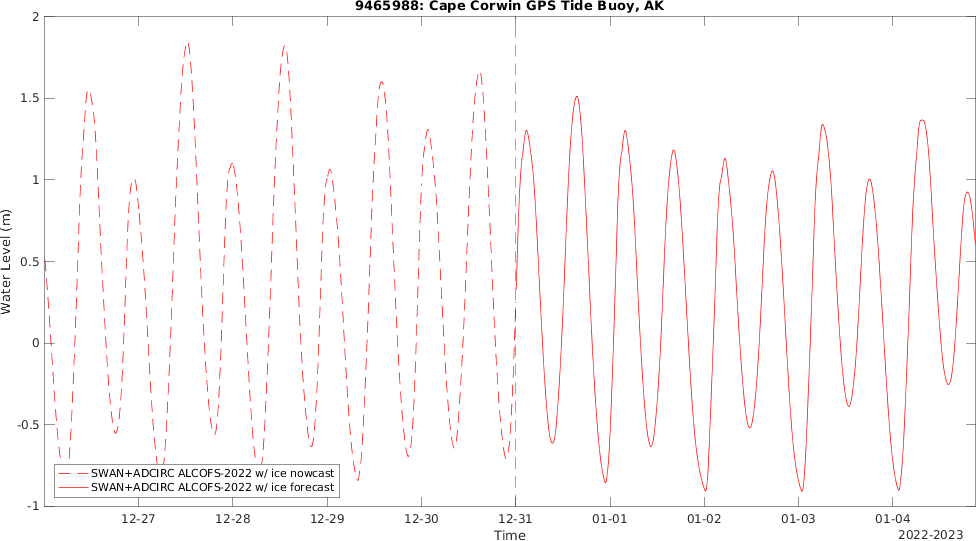 9465988: Cape Corwin GPS Tide Buoy, AK
Water Level (m)
2
1.5
1
0.5
0
-0.5
-1
SWAN+ADCIRC ALCOFS-2022 w/ ice nowcast
SWAN+ADCIRC ALCOFS-2022 w/ ice forecast
12-27 12-28 12-29 12-30 12-31 01-01 01-02 01-03 01-04
Time
2022-2023